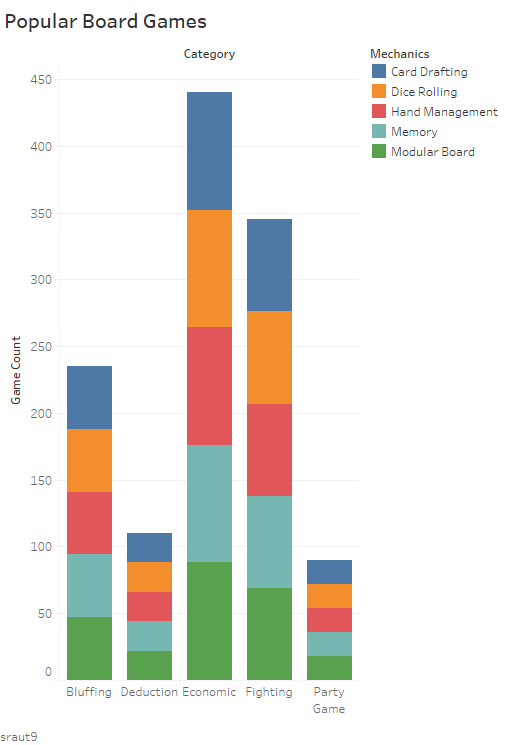 Popular Board Games
Category
Mechanics
Card Drafting
Dice Rolling
Hand Management
Memory
Modular Board
Game Count
450
400
350
300
250
200
150
100
50
0
Bluffing Deduction Economic Fighting Party
Game
sraut9